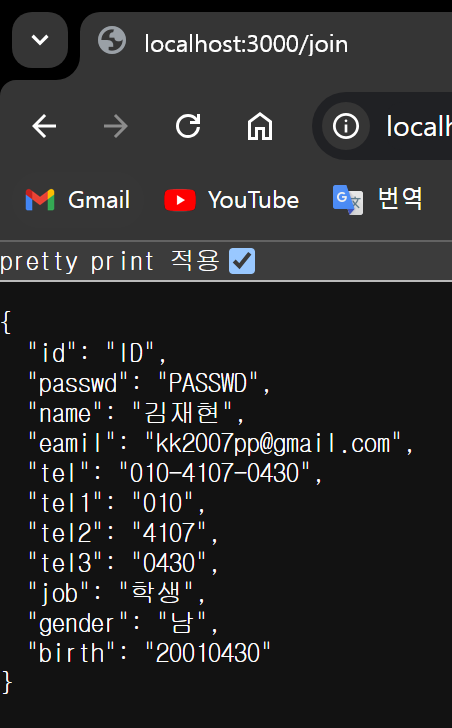 localhost:3000/join
localh
Gmail YouTube 번역
pretty print 적용
{
"id": "ID",
"passwd": "PASSWD",
"name": "김재현",
"eamil": "kk2007pp@gmail.com",
"tel": "010-4107-0430",
"tel1": "010",
"tel2": "4107",
"tel3": "0430",
"job": "학생",
"gender": "남",
"birth": "20010430"
}